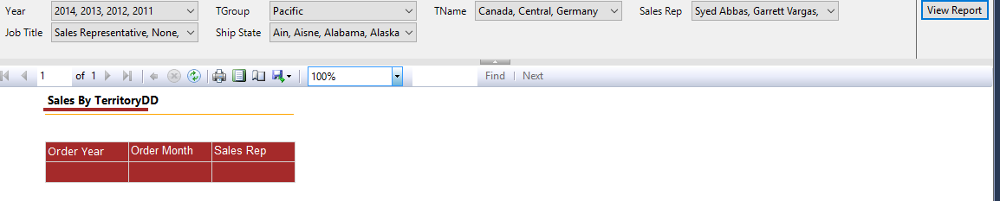 Year 2014, 2013, 2012, 2011 TGroup Pacific TName Canada, Central, Germany Sales Rep Syed Abbas, Garrett Vargas, View Report
Job Title Sales Representative, None, Ship State Ain, Aisne, Alabama, Alaska
1 of 1 100% Find | Next
Sales By TerritoryDD
Order Year Order Month Sales Rep